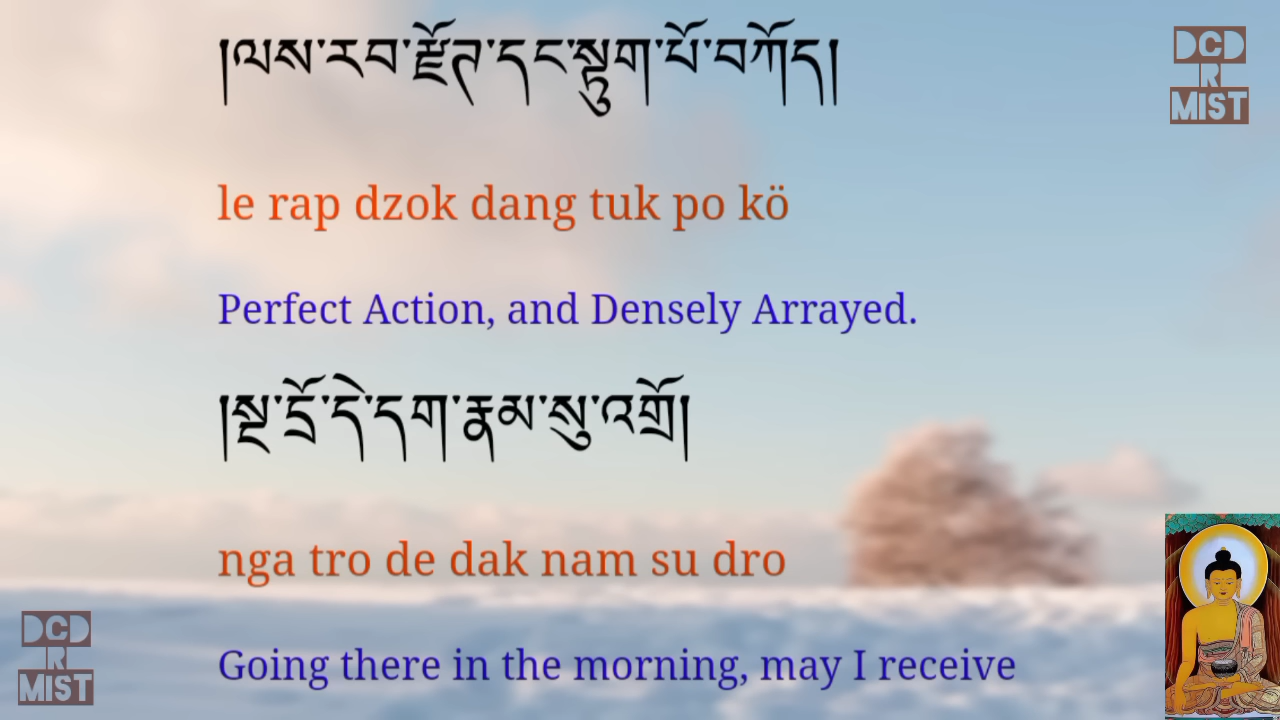 །ལས་རབ་རྫོཊ་དང་སྟུག་པོ་བཀོད།
le rap dzok dang tuk po kö
Perfect Action, and Densely Arrayed.
།སྔ་དྲོ་དེ་དག་རྣམ་སུ་འགྲོ།
nga tro de dak nam su dro
Going there in the morning, may I receive
DCD
R
MIST
DCD
R
MIST